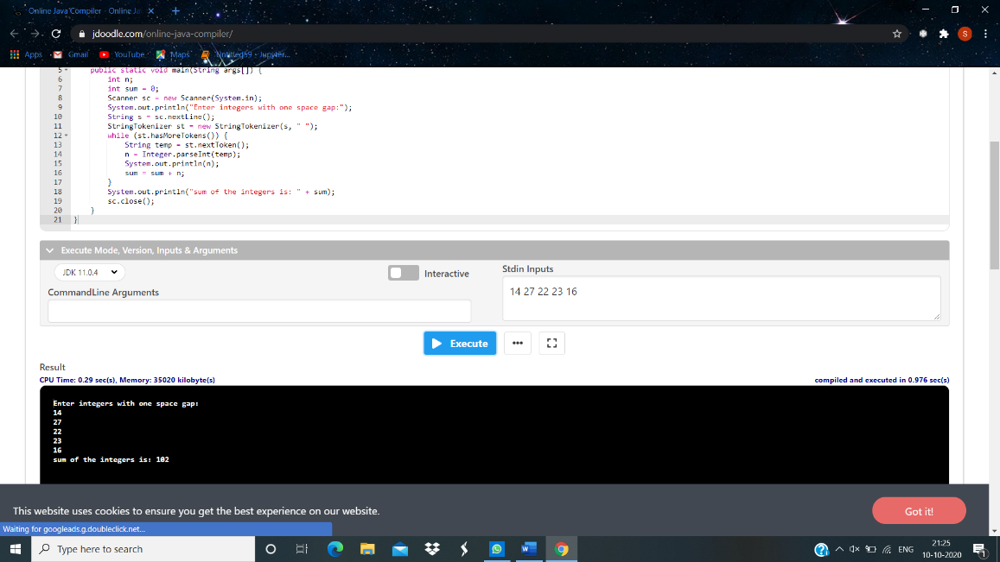 Online Java Compiler - Online Ja
jdoodle.com/online-java-compiler/
S
Apps Gmail YouTube Maps Untitled59 - Jupyter...
5 public static void main(String args[]) {
6 int n;
7 int sum = 0;
8 Scanner sc = new Scanner(System.in);
9 System.out.println("Enter integers with one space gap:");
10 String s = sc.nextLine();
11 StringTokenizer st = new StringTokenizer(s, " ");
12 while (st.hasMoreTokens()) {
13 String temp = st.nextToken();
14 n = Integer.parseInt(temp);
15 System.out.println(n);
16 sum = sum + n;
17 }
18 System.out.println("sum of the integers is: " + sum);
19 sc.close();
20 }
21 }
Execute Mode, Version, Inputs & Arguments
JDK 11.0.4
Interactive
Stdin Inputs
CommandLine Arguments
14 27 22 23 16
Execute
Result
CPU Time: 0.29 sec(s), Memory: 35020 kilobyte(s)
compiled and executed in 0.976 sec(s)
Enter integers with one space gap:
14
27
22
23
16
sum of the integers is: 102
This website uses cookies to ensure you get the best experience on our website.
Got it!
Waiting for googleads.g.doubleclick.net...
Type here to search
ENG
21:25
10-10-2020
1